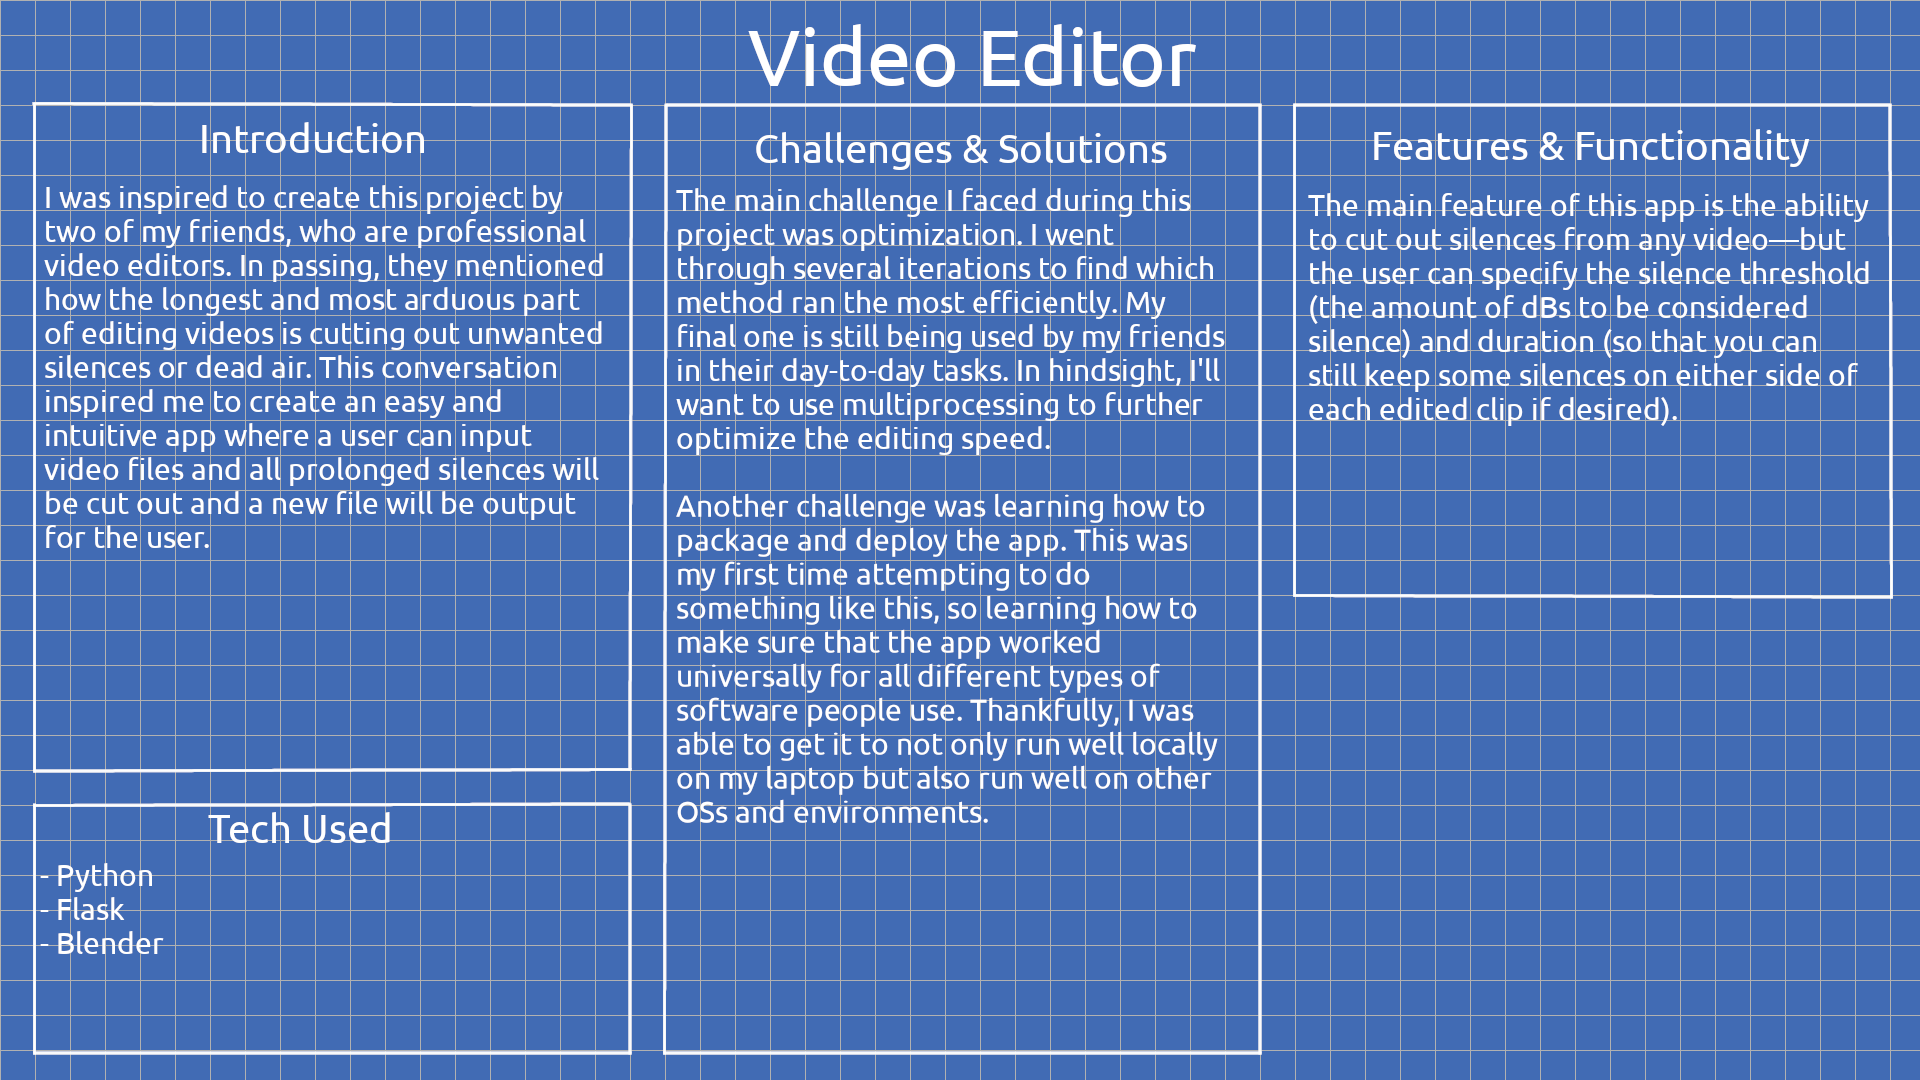 Video Editor
Introduction
I was inspired to create this project by
two of my friends, who are professional
video editors. In passing, they mentioned
how the longest and most arduous part
of editing videos is cutting out unwanted
silences or dead air. This conversation
inspired me to create an easy and
intuitive app where a user can input
video files and all prolonged silences will
be cut out and a new file will be output
for the user.
Tech Used
- Python
- Flask
- Blender
Challenges & Solutions
The main challenge I faced during this
project was optimization. I went
through several iterations to find which
method ran the most efficiently. My
final one is still being used by my friends
in their day-to-day tasks. In hindsight, I'll
want to use multiprocessing to further
optimize the editing speed.
Another challenge was learning how to
package and deploy the app. This was
my first time attempting to do
something like this, so learning how to
make sure that the app worked
universally for all different types of
software people use. Thankfully, I was
able to get it to not only run well locally
on my laptop but also run well on other
OSs and environments.
Features & Functionality
The main feature of this app is the ability
to cut out silences from any video—but
the user can specify the silence threshold
(the amount of dBs to be considered
silence) and duration (so that you can
still keep some silences on either side of
each edited clip if desired).